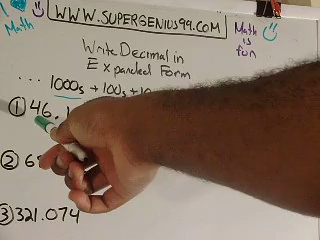 I
Math
WWW.SUPERGENIUS99.COM
Math
is
fun
Write Decimal in
Expanded Form
... 1000s + 100s + 10
① 46.1
② 6
③ 321.074